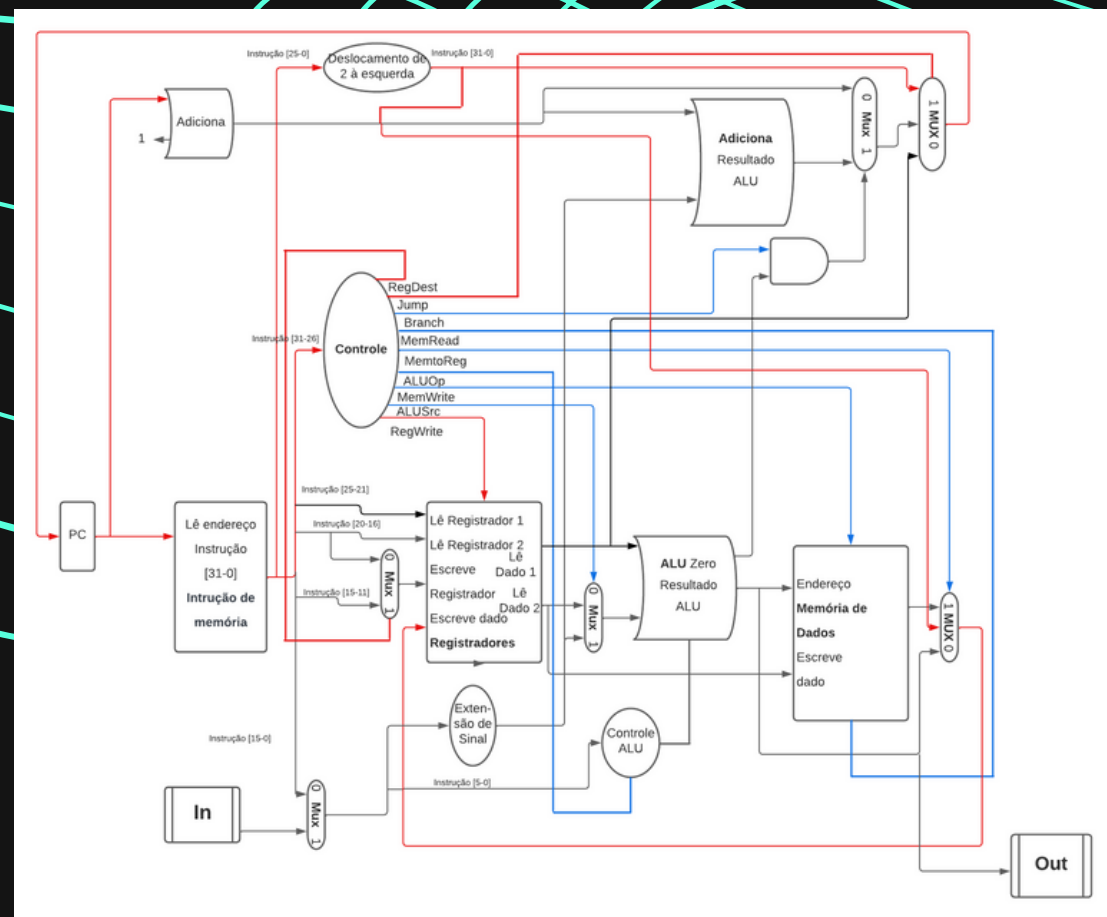 Instrução [25-0]
Deslocamento de
2 à esquerda
Instrução [31-0]
Adiciona
1
0
Mux
1
1 MUX 0
Adiciona
Resultado
ALU
Instrução [31-26]
Controle
RegDest
Jump
Branch
MemRead
MemtoReg
ALUOp
MemWrite
ALUSrc
RegWrite
PC
Lê endereço
Instrução
[31-0]
Intrução de
memória
Instrução [25-21]
Instrução [20-16]
Instrução [15-11]
0
Mux
1
Lê Registrador 1
Lê Registrador 2
Lê
Dado 1
Escreve
Registrador
Lê
Dado 2
Escreve dado
Registradores
0
Mux
1
ALU Zero
Resultado
ALU
Endereço
Memória de
Dados
Escreve
dado
1 MUX 0
Exten-
são de
Sinal
Controle
ALU
Instrução [15-0]
Instrução [5-0]
In
0
Mux
1
Out